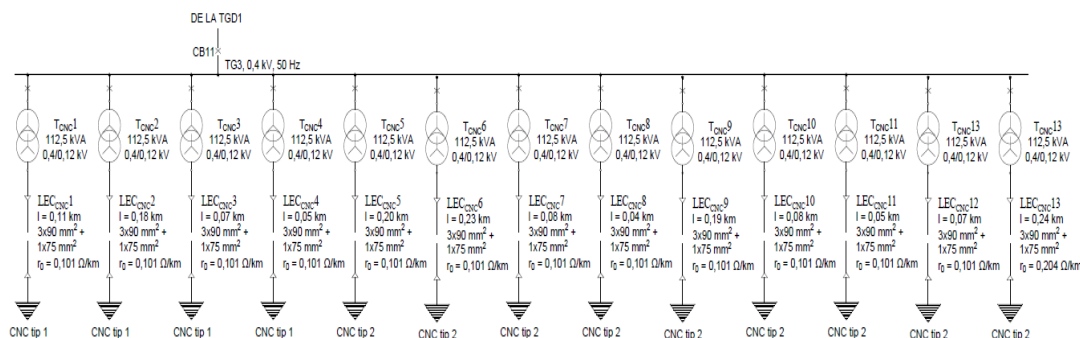 DE LA TGD1
CB11
TG3, 0,4 kV, 50 Hz
TCNC1
112,5 kVA
0,4/0,12 kV
TCNC2
112,5 kVA
0,4/0,12 kV
TCNC3
112,5 kVA
0,4/0,12 kV
TCNC4
112,5 kVA
0,4/0,12 kV
TCNC5
112,5 kVA
0,4/0,12 kV
TCNC6
112,5 kVA
0,4/0,12 kV
TCNC7
112,5 kVA
0,4/0,12 kV
TCNC8
112,5 kVA
0,4/0,12 kV
TCNC9
112,5 kVA
0,4/0,12 kV
TCNC10
112,5 kVA
0,4/0,12 kV
TCNC11
112,5 kVA
0,4/0,12 kV
TCNC13
112,5 kVA
0,4/0,12 kV
TCNC13
112,5 kVA
0,4/0,12 kV
LECCNC1
l = 0,11 km
3x90 mm² +
1x75 mm²
r0 = 0,101 Ω/km
LECCNC2
l = 0,18 km
3x90 mm² +
1x75 mm²
r0 = 0,101 Ω/km
LECCNC3
l = 0,07 km
3x90 mm² +
1x75 mm²
r0 = 0,101 Ω/km
LECCNC4
l = 0,05 km
3x90 mm² +
1x75 mm²
r0 = 0,101 Ω/km
LECCNC5
l = 0,20 km
3x90 mm² +
1x75 mm²
r0 = 0,101 Ω/km
LECCNC6
l = 0,23 km
3x90 mm² +
1x75 mm²
r0 = 0,101 Ω/km
LECCNC7
l = 0,08 km
3x90 mm² +
1x75 mm²
r0 = 0,101 Ω/km
LECCNC8
l = 0,04 km
3x90 mm² +
1x75 mm²
r0 = 0,101 Ω/km
LECCNC9
l = 0,19 km
3x90 mm² +
1x75 mm²
r0 = 0,101 Ω/km
LECCNC10
l = 0,08 km
3x90 mm² +
1x75 mm²
r0 = 0,101 Ω/km
LECCNC11
l = 0,05 km
3x90 mm² +
1x75 mm²
r0 = 0,101 Ω/km
LECCNC12
l = 0,07 km
3x90 mm² +
1x75 mm²
r0 = 0,101 Ω/km
LECCNC13
l = 0,24 km
3x90 mm² +
1x75 mm²
r0 = 0,204 Ω/km
CNC tip 1
CNC tip 1
CNC tip 1
CNC tip 1
CNC tip 2
CNC tip 2
CNC tip 2
CNC tip 2
CNC tip 2
CNC tip 2
CNC tip 2
CNC tip 2
CNC tip 2